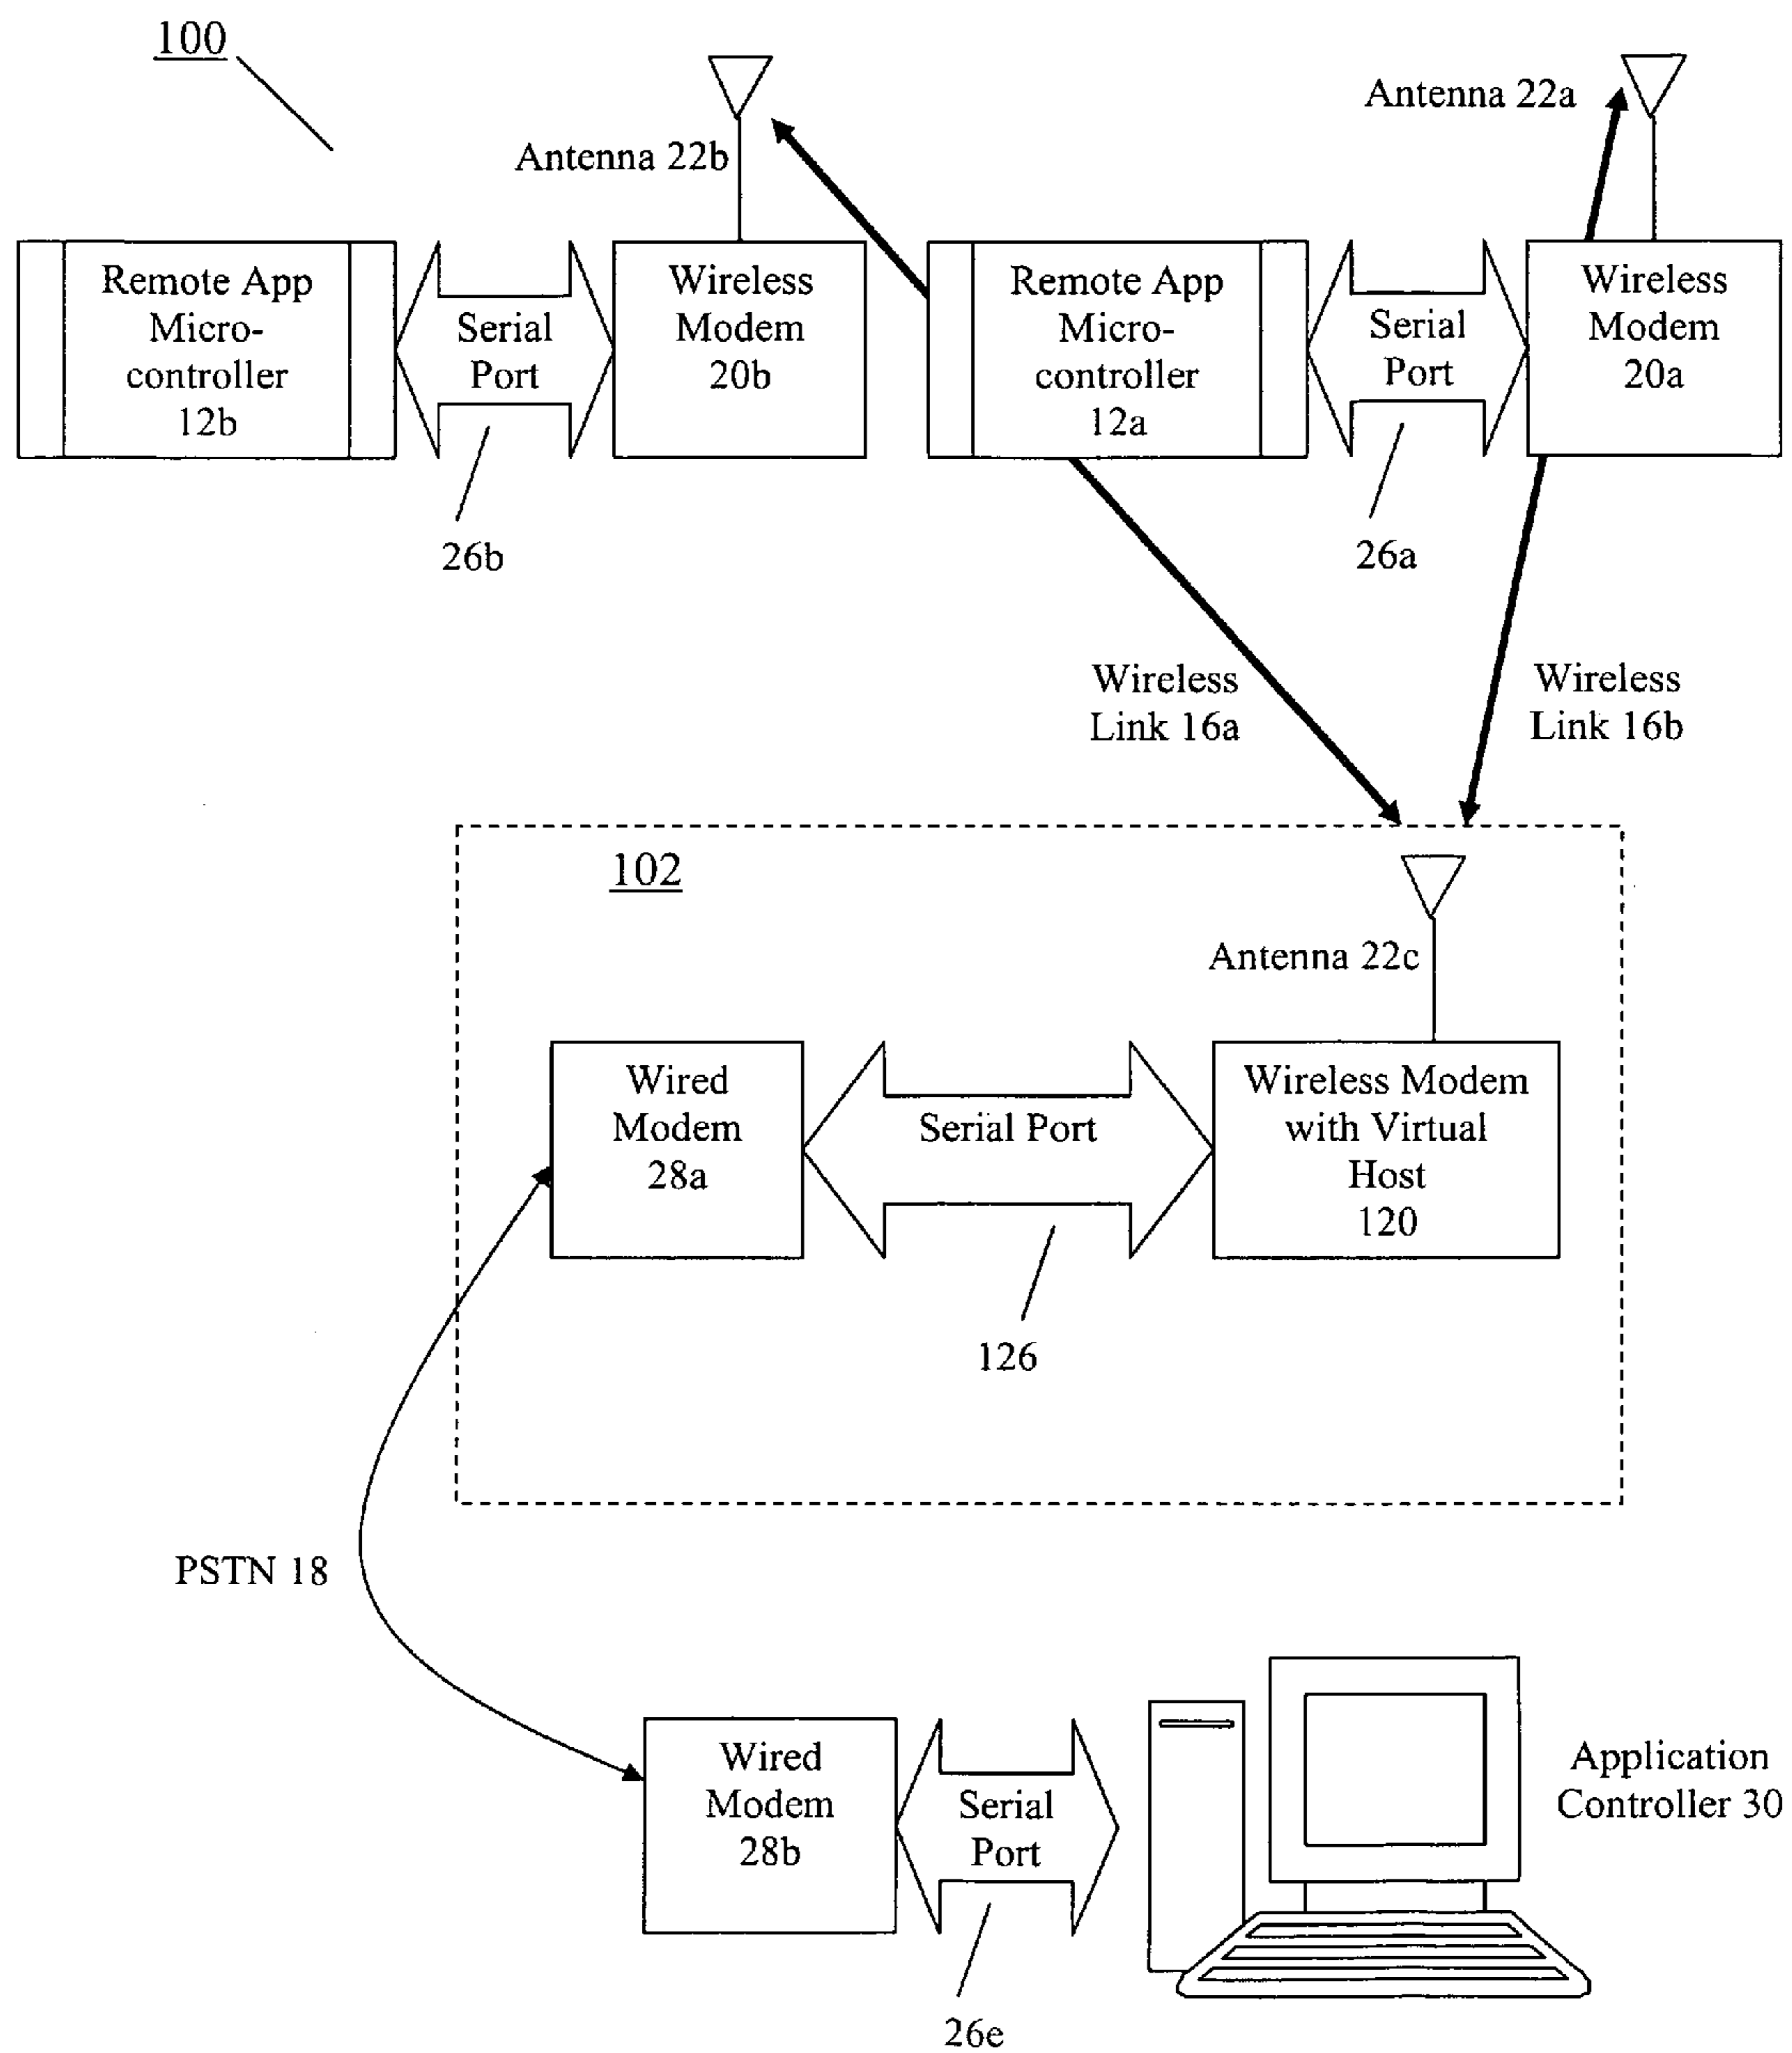 100
Antenna 22b
Antenna 22a
Remote App
Micro-
controller
12b
Serial
Port
26b
Wireless
Modem
20b
Remote App
Micro-
controller
12a
Serial
Port
26a
Wireless
Modem
20a
Wireless
Link 16a
Wireless
Link 16b
102
Antenna 22c
Wired
Modem
28a
Serial Port
126
Wireless Modem
with Virtual
Host
120
PSTN 18
Wired
Modem
28b
Serial
Port
26e
Application
Controller 30